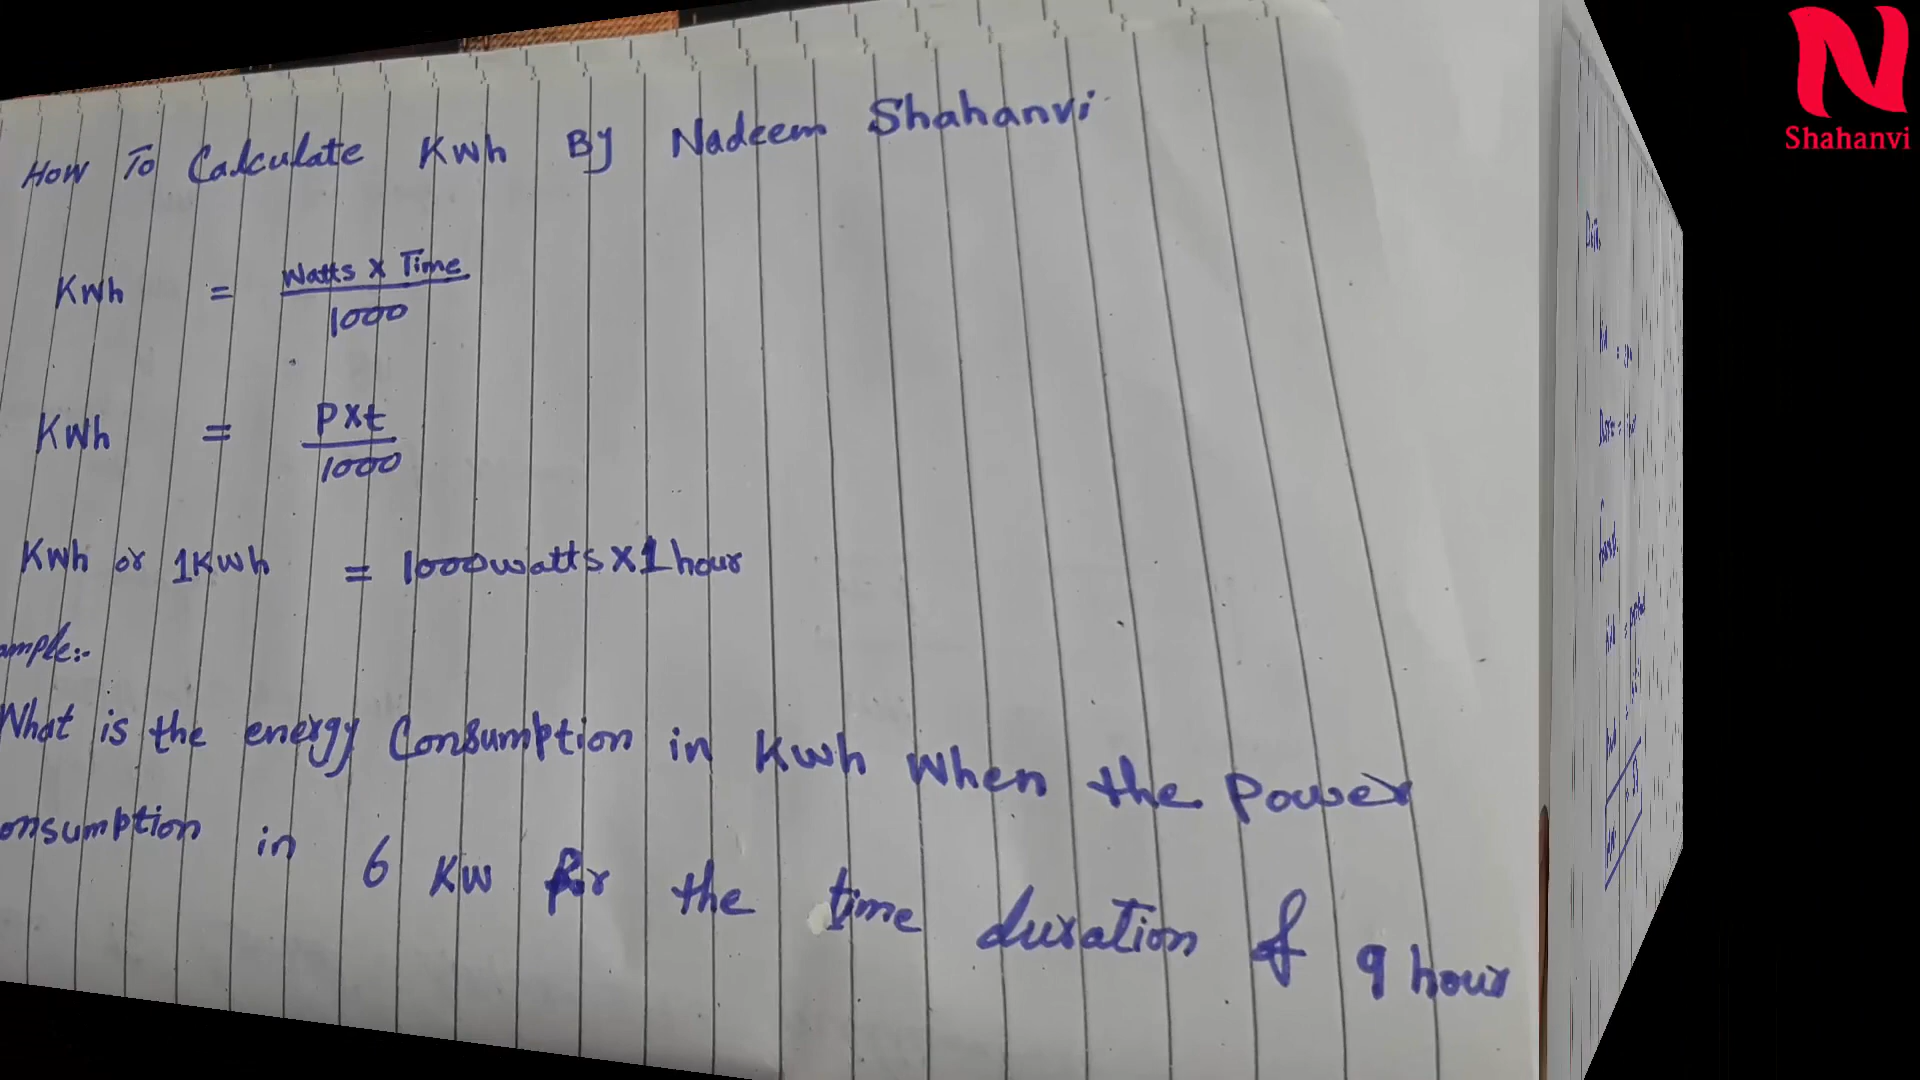 N
Shahanvi
How To Calculate Kwh By Nadeem Shahanvi
Kwh = Watts x Time
1000
Kwh = Pxt
1000
Kwh or 1Kwh = 1000watts x 1 hour
ample:-
What is the energy Consumption in Kwh When the Power
onsumption in 6 Kw for the time duration of 9 hour